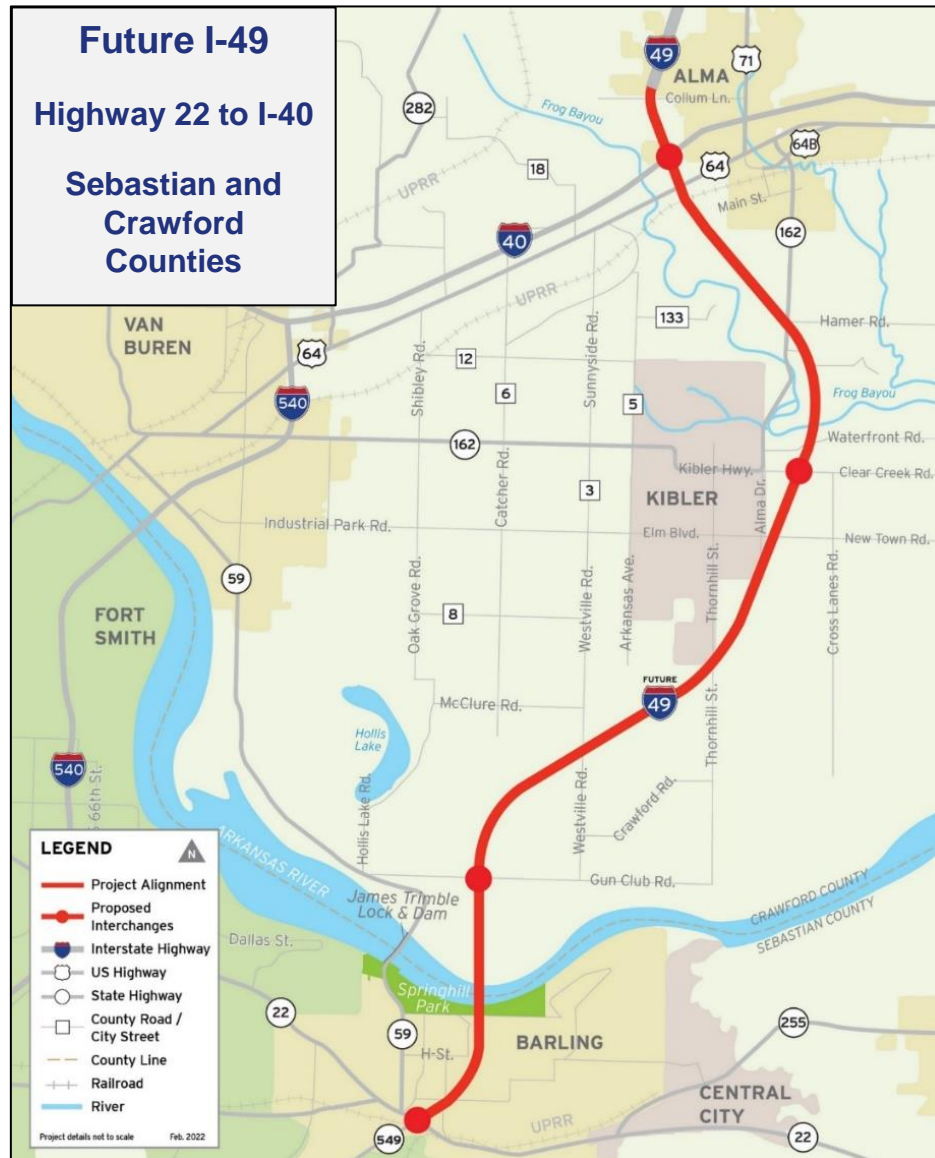 Future I-49
Highway 22 to I-40
Sebastian and
Crawford
Counties
49
ALMA
71
Collum Ln.
282
Frog Bayou
64B
18
64
UPRR
Main St.
162
40
UPRR
133
Hamer Rd.
VAN
BUREN
64
12
Shibley Rd.
Sunnyside Rd.
6
5
540
Frog Bayou
162
Waterfront Rd.
Kibler Hwy.
Clear Creek Rd.
Catcher Rd.
3
KIBLER
Alma Dr.
Industrial Park Rd.
Elm Blvd.
New Town Rd.
59
FORT
SMITH
Oak Grove Rd.
8
Westville Rd.
Arkansas Ave.
Thornhill St.
Cross Lanes Rd.
FUTURE
49
McClure Rd.
Hollis
Lake
Thornhill St.
540
S 66th St.
Hollis Lake Rd.
Westville Rd.
Crawford Rd.
ARKANSAS RIVER
Gun Club Rd.
James Trimble
Lock & Dam
CRAWFORD COUNTY
SEBASTIAN COUNTY
Dallas St.
Springhill
Park
22
59
H-St.
BARLING
255
CENTRAL
CITY
UPRR
549
22
LEGEND
N
Project Alignment
Proposed
Interchanges
Interstate Highway
US Highway
State Highway
County Road /
City Street
County Line
Railroad
River
Project details not to scale Feb. 2022